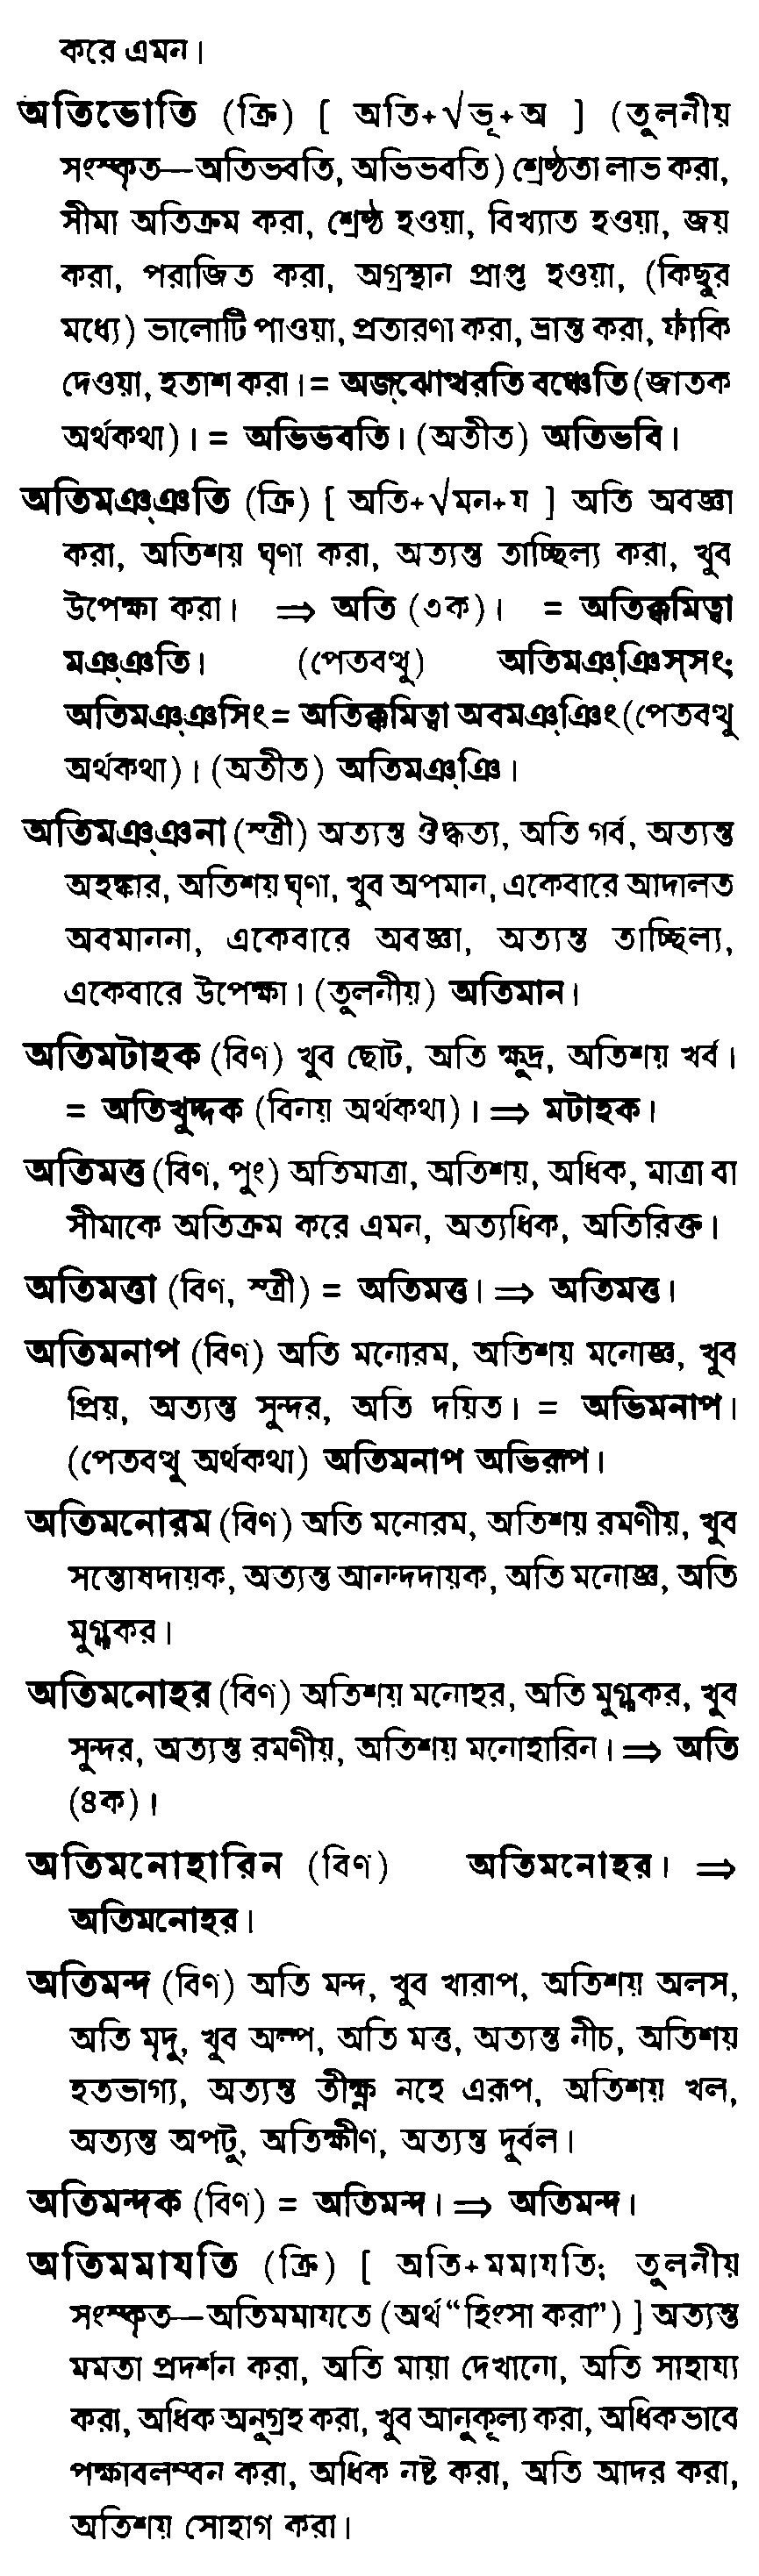 করে এমন।
অতিভোতি (ক্রি) [ অতি+√ভূ+অ ] (তুলনীয়
সংস্কৃত—অতিভবতি, অভিভবতি) শ্রেষ্ঠতা লাভ করা,
সীমা অতিক্রম করা, শ্রেষ্ঠ হওয়া, বিখ্যাত হওয়া, জয়
করা, পরাজিত করা, অগ্রস্থান প্রাপ্ত হওয়া, (কিছুর
মধ্যে) ভালোটি পাওয়া, প্রতারণা করা, ভ্রান্ত করা, ফাঁকি
দেওয়া, হতাশ করা। = অজ্‌ঝোত্থরতি বঞ্চেতি (জাতক
অর্থকথা)। = অভিভবতি। (অতীত) অতিভবি।
অতিমঞ্‌ঞতি (ক্রি) [ অতি+√মন+য ] অতি অবজ্ঞা
করা, অতিশয় ঘৃণা করা, অত্যন্ত তাচ্ছিল্য করা, খুব
উপেক্ষা করা। ⇒ অতি (৩ক)। = অতিক্কমিত্বা
মঞ্‌ঞতি। (পেতবত্থু) অতিমঞ্‌ঞিস্‌সং;
অতিমঞ্‌ঞসিং = অতিক্কমিত্বা অবমঞ্‌ঞিং (পেতবত্থু
অর্থকথা)। (অতীত) অতিমঞ্‌ঞি।
অতিমঞ্‌ঞনা (স্ত্রী) অত্যন্ত ঔদ্ধত্য, অতি গর্ব, অত্যন্ত
অহঙ্কার, অতিশয় ঘৃণা, খুব অপমান, একেবারে আদালত
অবমাননা, একেবারে অবজ্ঞা, অত্যন্ত তাচ্ছিল্য,
একেবারে উপেক্ষা। (তুলনীয়) অতিমান।
অতিমটাহক (বিণ) খুব ছোট, অতি ক্ষুদ্র, অতিশয় খর্ব।
= অতিখুদ্দক (বিনয় অর্থকথা)। ⇒ মটাহক।
অতিমত্ত (বিণ, পুং) অতিমাত্রা, অতিশয়, অধিক, মাত্রা বা
সীমাকে অতিক্রম করে এমন, অত্যধিক, অতিরিক্ত।
অতিমত্তা (বিণ, স্ত্রী) = অতিমত্ত। ⇒ অতিমত্ত।
অতিমনাপ (বিণ) অতি মনোরম, অতিশয় মনোজ্ঞ, খুব
প্রিয়, অত্যন্ত সুন্দর, অতি দয়িত। = অভিমনাপ।
(পেতবত্থু অর্থকথা) অতিমনাপ অভিরূপ।
অতিমনোরম (বিণ) অতি মনোরম, অতিশয় রমণীয়, খুব
সন্তোষদায়ক, অত্যন্ত আনন্দদায়ক, অতি মনোজ্ঞ, অতি
মুগ্ধকর।
অতিমনোহর (বিণ) অতিশয় মনোহর, অতি মুগ্ধকর, খুব
সুন্দর, অত্যন্ত রমণীয়, অতিশয় মনোহারিন। ⇒ অতি
(৪ক)।
অতিমনোহারিন (বিণ) অতিমনোহর। ⇒
অতিমনোহর।
অতিমন্দ (বিণ) অতি মন্দ, খুব খারাপ, অতিশয় অলস,
অতি মৃদু, খুব অল্প, অতি মত্ত, অত্যন্ত নীচ, অতিশয়
হতভাগ্য, অত্যন্ত তীক্ষ্ণ নহে এরূপ, অতিশয় খল,
অত্যন্ত অপটু, অতিক্ষীণ, অত্যন্ত দুর্বল।
অতিমন্দক (বিণ) = অতিমন্দ। ⇒ অতিমন্দ।
অতিমমাযতি (ক্রি) [ অতি+মমাযতি; তুলনীয়
সংস্কৃত—অতিমমাযতে (অর্থ “হিংসা করা”) ] অত্যন্ত
মমতা প্রদর্শন করা, অতি মায়া দেখানো, অতি সাহায্য
করা, অধিক অনুগ্রহ করা, খুব আনুকূল্য করা, অধিকভাবে
পক্ষাবলম্বন করা, অধিক নষ্ট করা, অতি আদর করা,
অতিশয় সোহাগ করা।